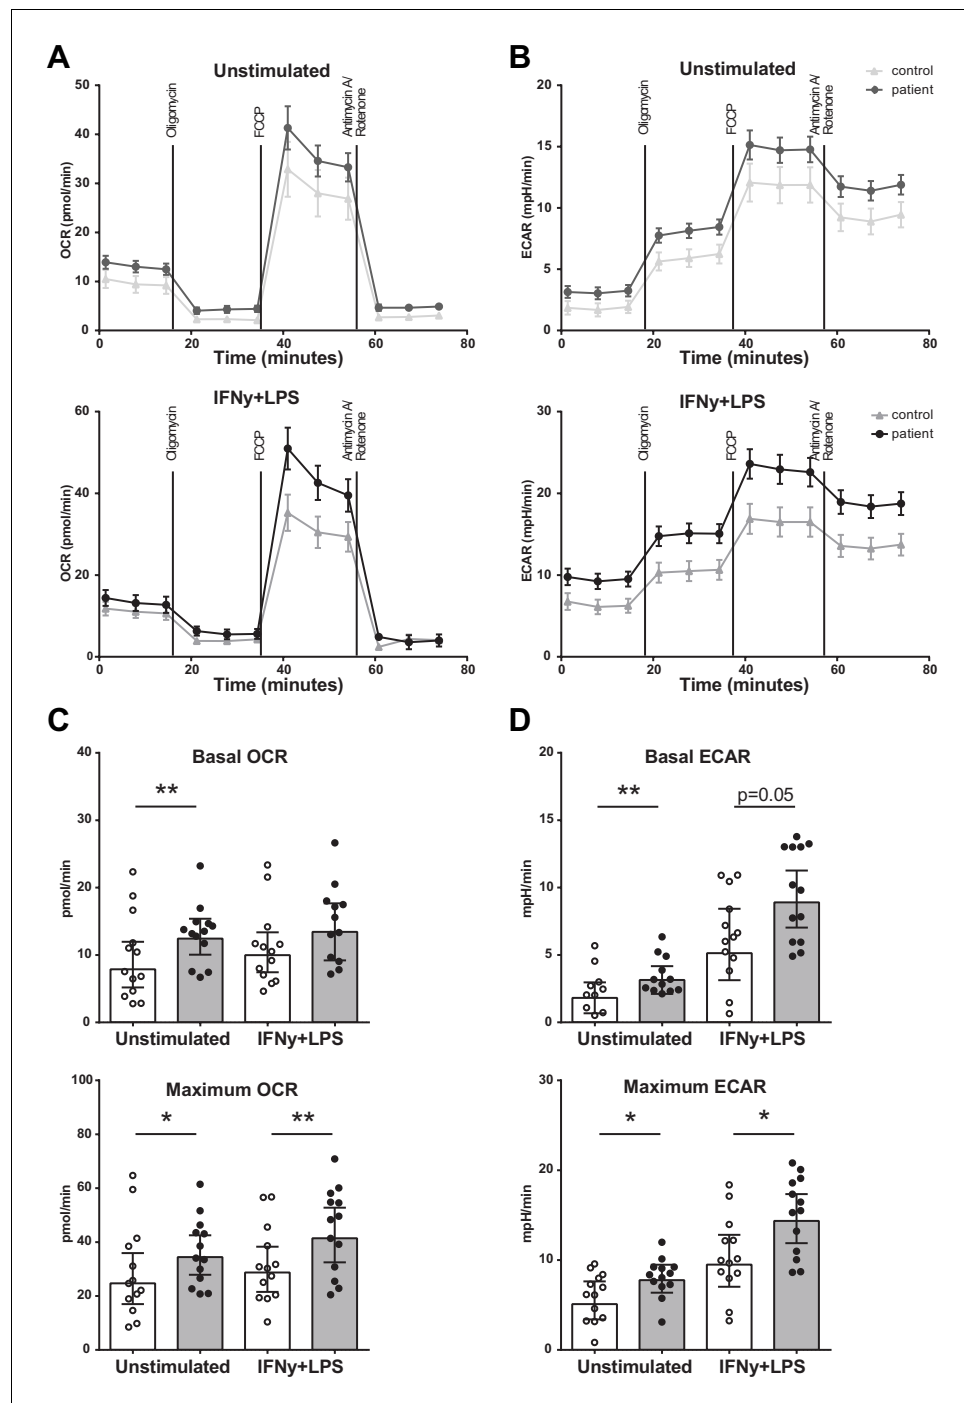 A
Unstimulated
OCR (pmol/min)
50
40
30
20
10
0
Oligomycin
FCCP
Antimycin A/
Rotenone
0 20 40 60 80
Time (minutes)
IFNy+LPS
OCR (pmol/min)
60
40
20
0
Oligomycin
FCCP
Antimycin A/
Rotenone
0 20 40 60 80
Time (minutes)
B
Unstimulated
control
patient
ECAR (mpH/min)
20
15
10
5
0
Oligomycin
FCCP
Antimycin A/
Rotenone
0 20 40 60 80
Time (minutes)
IFNy+LPS
control
patient
ECAR (mpH/min)
30
20
10
0
Oligomycin
FCCP
Antimycin A/
Rotenone
0 20 40 60 80
Time (minutes)
C
Basal OCR
pmol/min
40
30
20
10
0
**
Unstimulated IFNy+LPS
Maximum OCR
pmol/min
100
80
60
40
20
0
* **
Unstimulated IFNy+LPS
D
Basal ECAR
mpH/min
20
15
10
5
0
** p=0.05
Unstimulated IFNy+LPS
Maximum ECAR
mpH/min
30
20
10
0
* *
Unstimulated IFNy+LPS